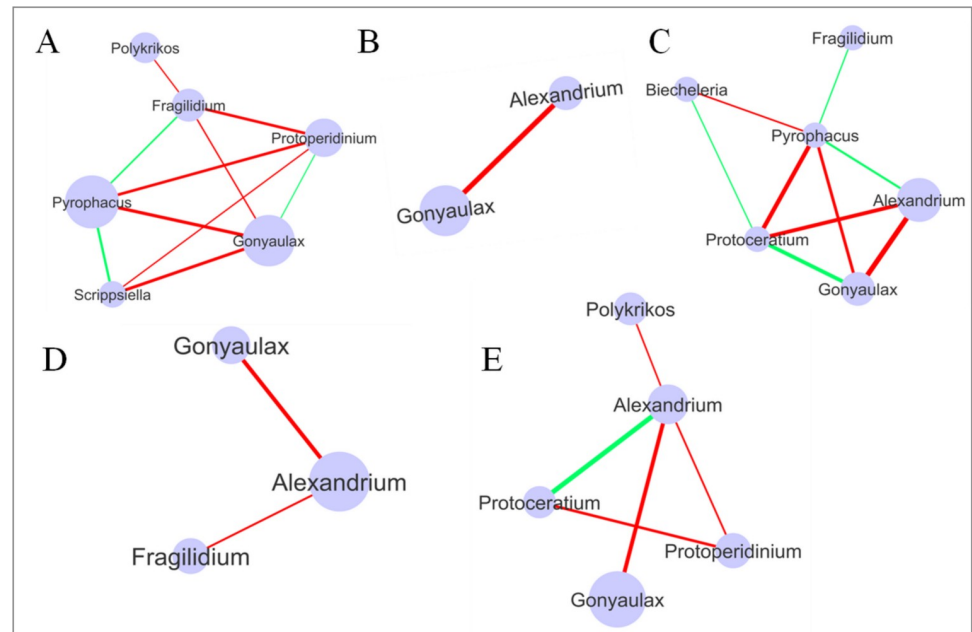 A
Polykrikos
Fragilidium
Protoperidinium
Pyrophacus
Gonyaulax
Scrippsiella
B
Alexandrium
Gonyaulax
C
Fragilidium
Biecheleria
Pyrophacus
Alexandrium
Protoceratium
Gonyaulax
D
Gonyaulax
Alexandrium
Fragilidium
E
Polykrikos
Alexandrium
Protoceratium
Protoperidinium
Gonyaulax